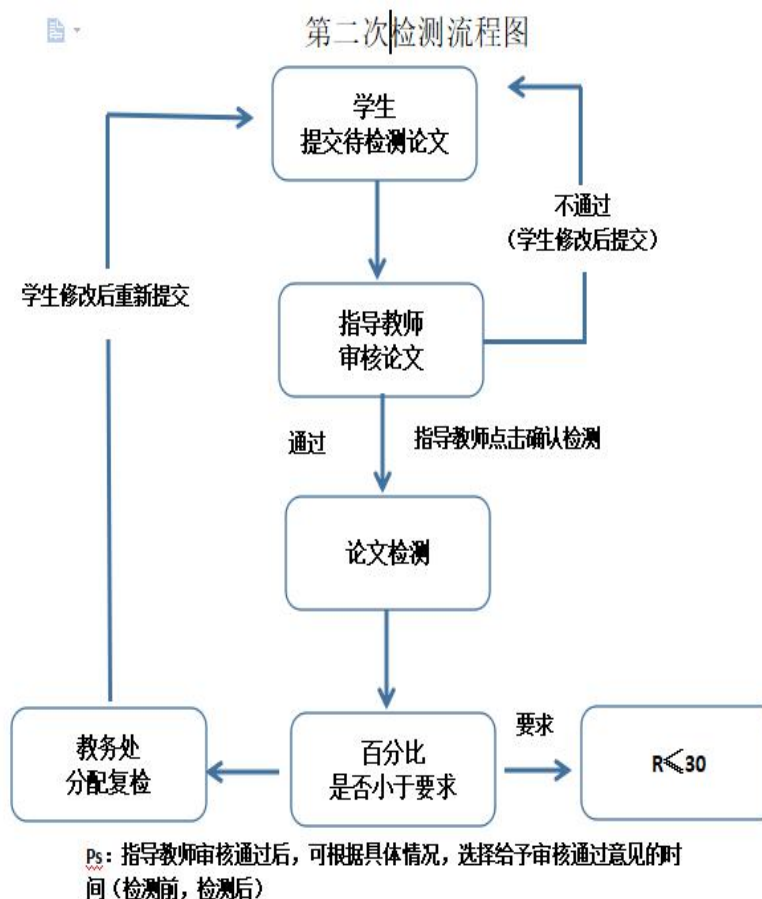 第二次检测流程图
学生
提交待检测论文
不通过
（学生修改后提交）
学生修改后重新提交
指导教师
审核论文
通过
指导教师点击确认检测
论文检测
教务处
分配复检
百分比
是否小于要求
要求
R≤30
Ps：指导教师审核通过后，可根据具体情况，选择给予审核通过意见的时
间（检测前，检测后）